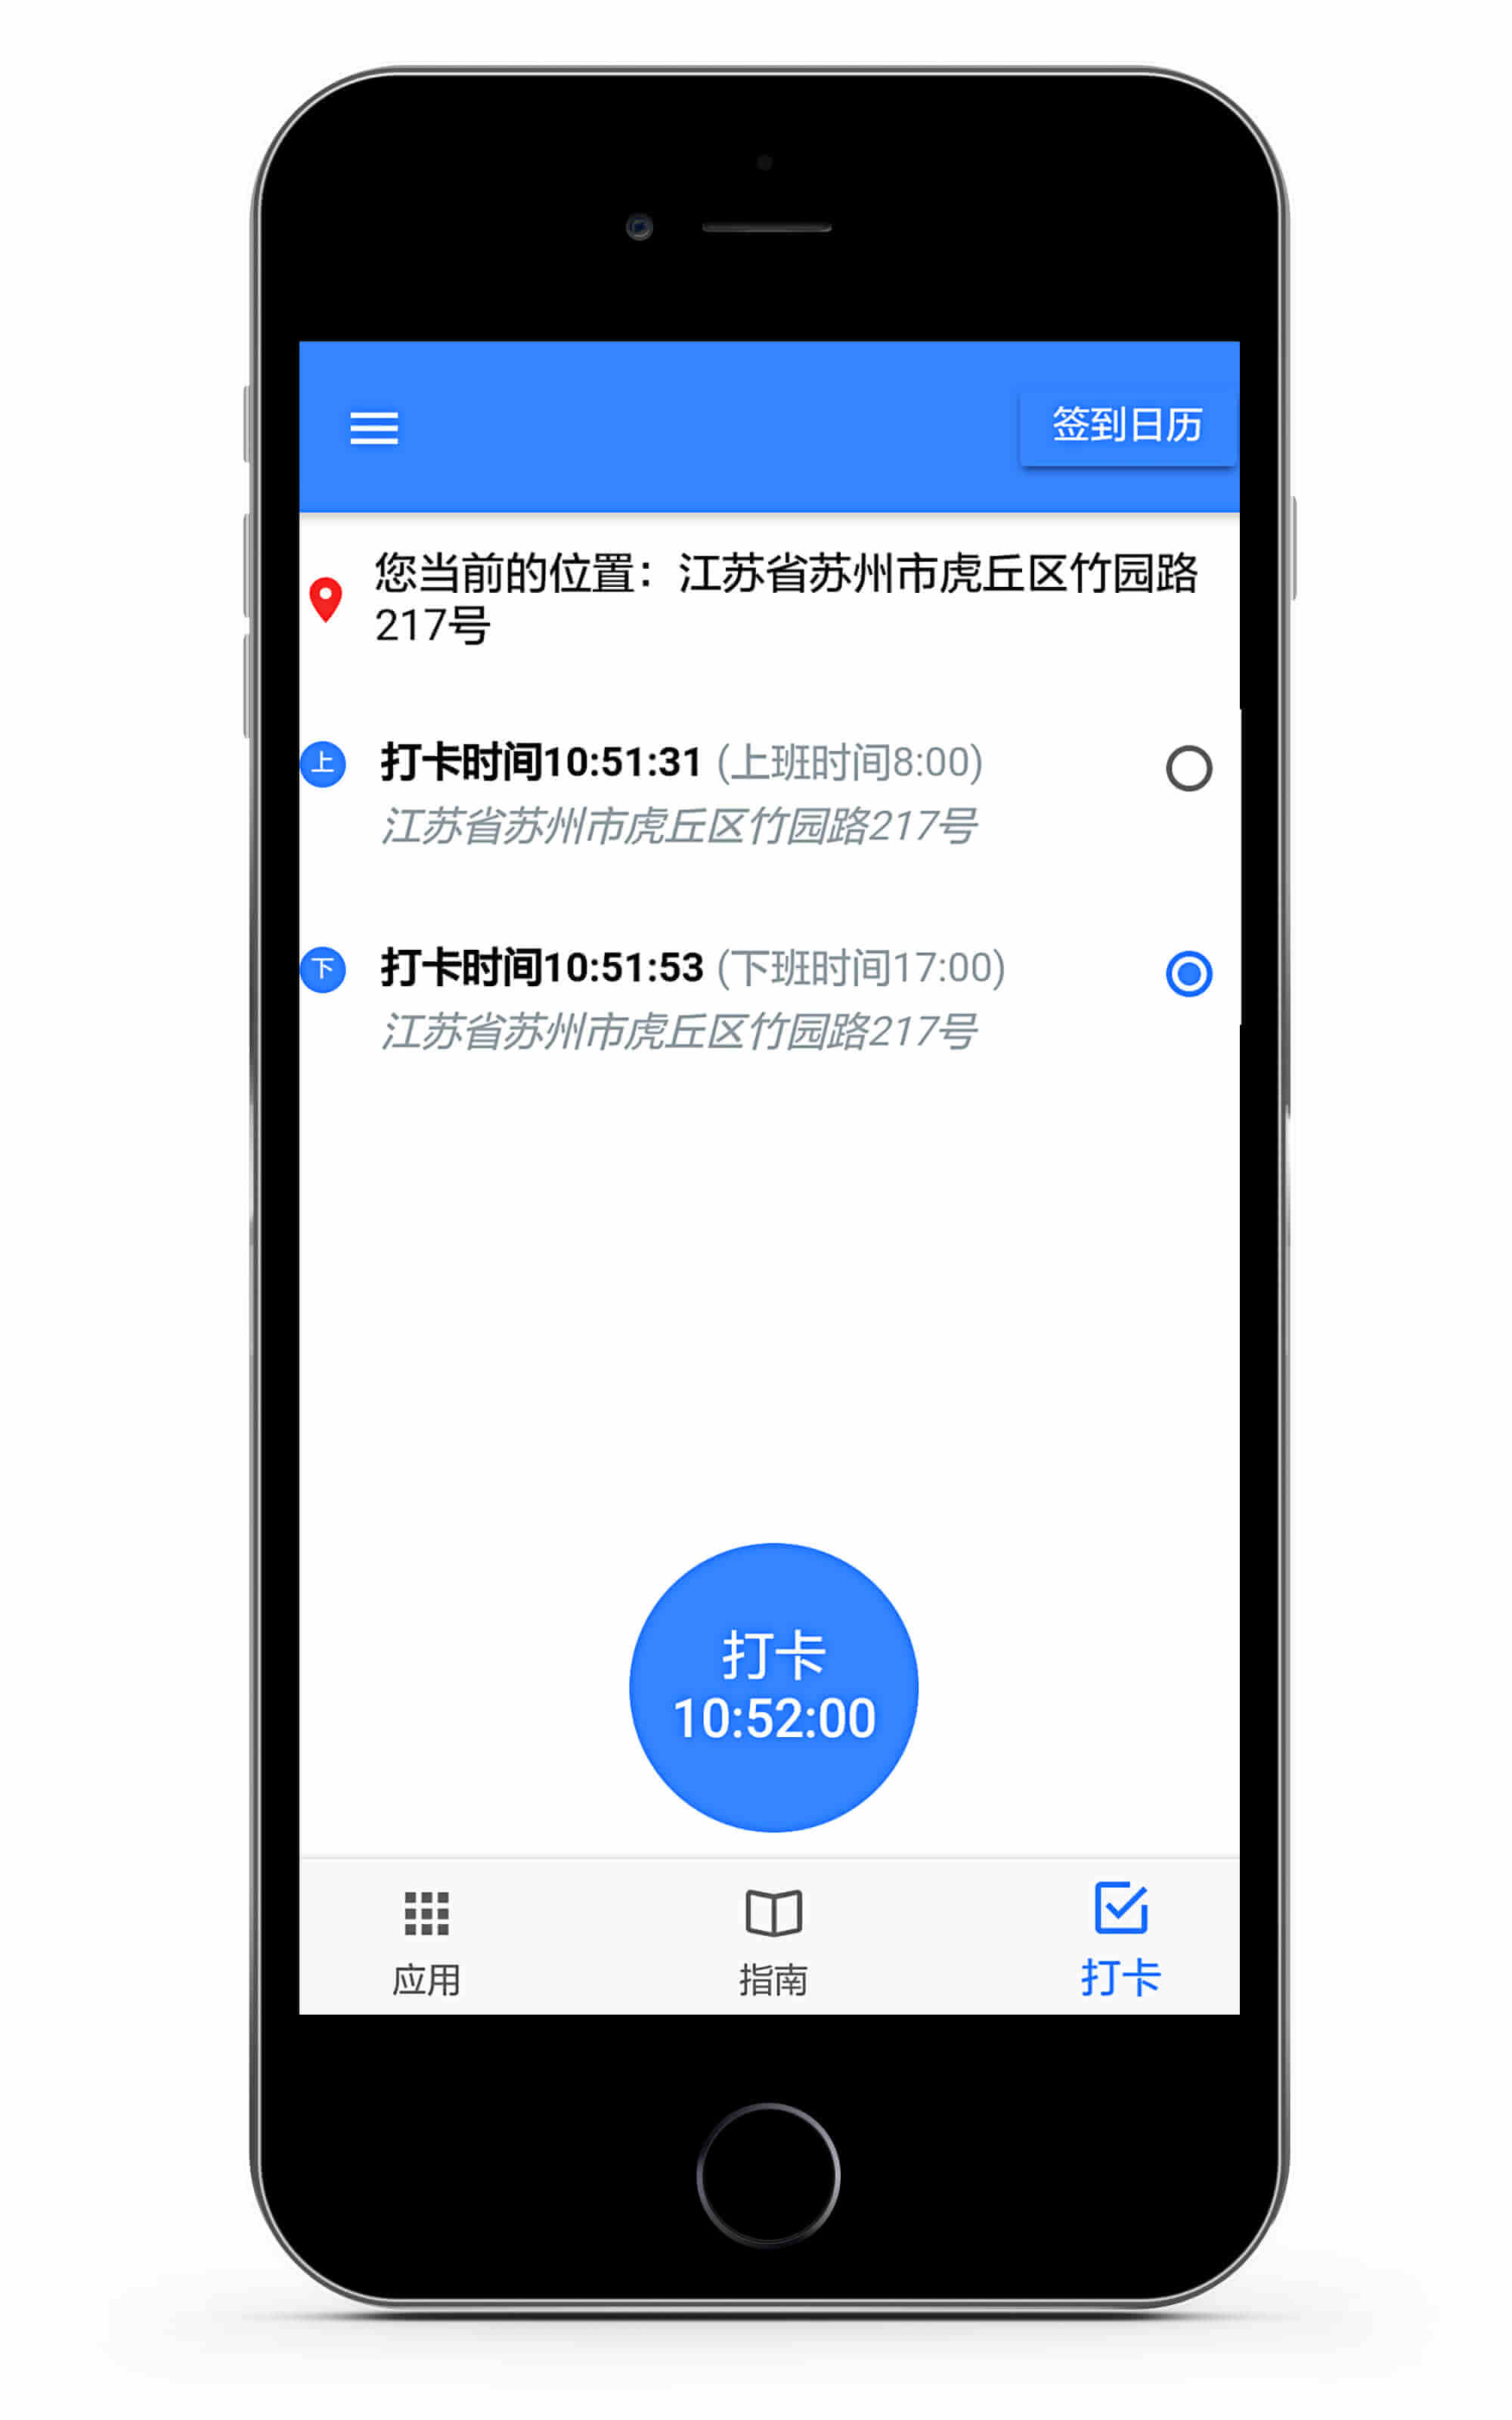 签到日历
您当前的位置：江苏省苏州市虎丘区竹园路
217号
上 打卡时间10:51:31 (上班时间8:00)
江苏省苏州市虎丘区竹园路217号
下 打卡时间10:51:53 (下班时间17:00)
江苏省苏州市虎丘区竹园路217号
打卡
10:52:00
应用 指南 打卡